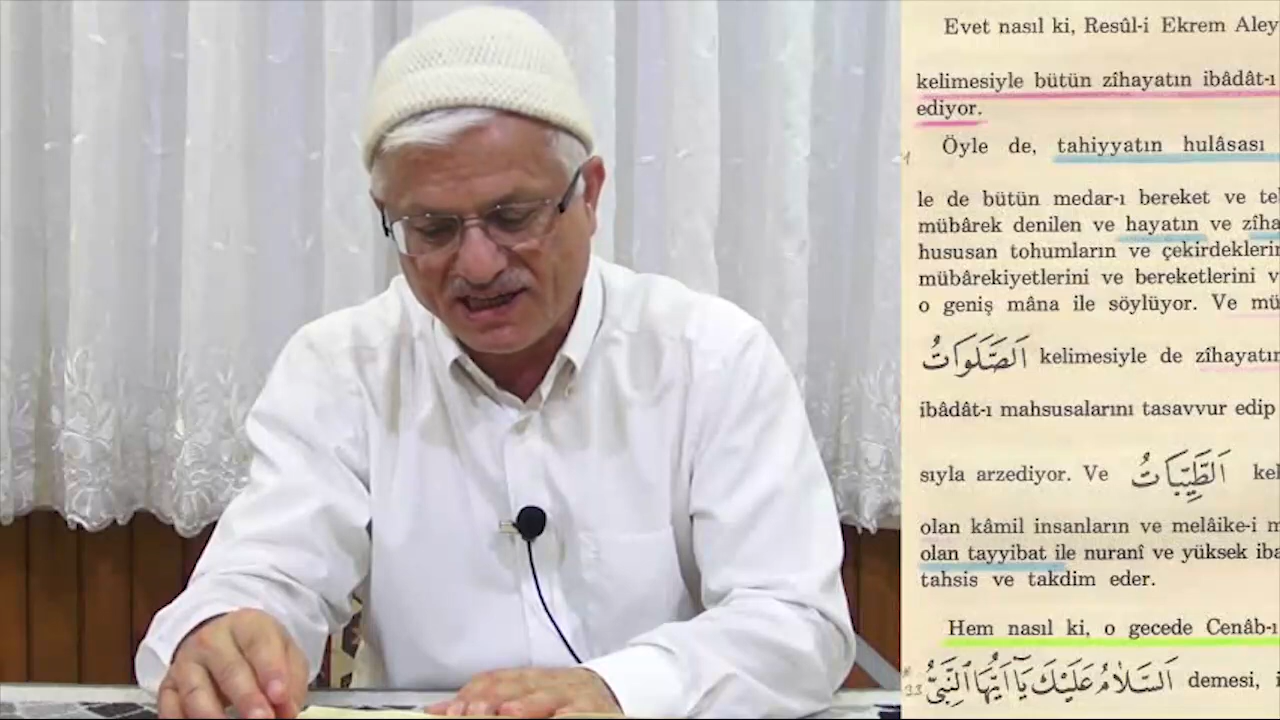 Evet nasıl ki, Resûl-i Ekrem Aley
kelimesiyle bütün zîhayatın ibâdât-ı
ediyor.
Öyle de, tahiyyatın hulâsası
le de bütün medar-ı bereket ve te
mübârek denilen ve hayatın ve zîha
hususan tohumların ve çekirdeklerin
mübârekiyetlerini ve bereketlerini v
o geniş mâna ile söylüyor. Ve mü
اَلصَّلَوَاتُ kelimesiyle de zîhayatın
ibâdât-ı mahsusalarını tasavvur edip
sıyla arzediyor. Ve اَلطَّيِّبَاتُ kel
olan kâmil insanların ve melâike-i m
olan tayyibat ile nuranî ve yüksek iba
tahsis ve takdim eder.
Hem nasıl ki, o gecede Cenâb-ı
اَلسَّلاَمُ عَلَيْكَ يَآ اَيُّهَا ٱلنَّبِىُّ demesi, i